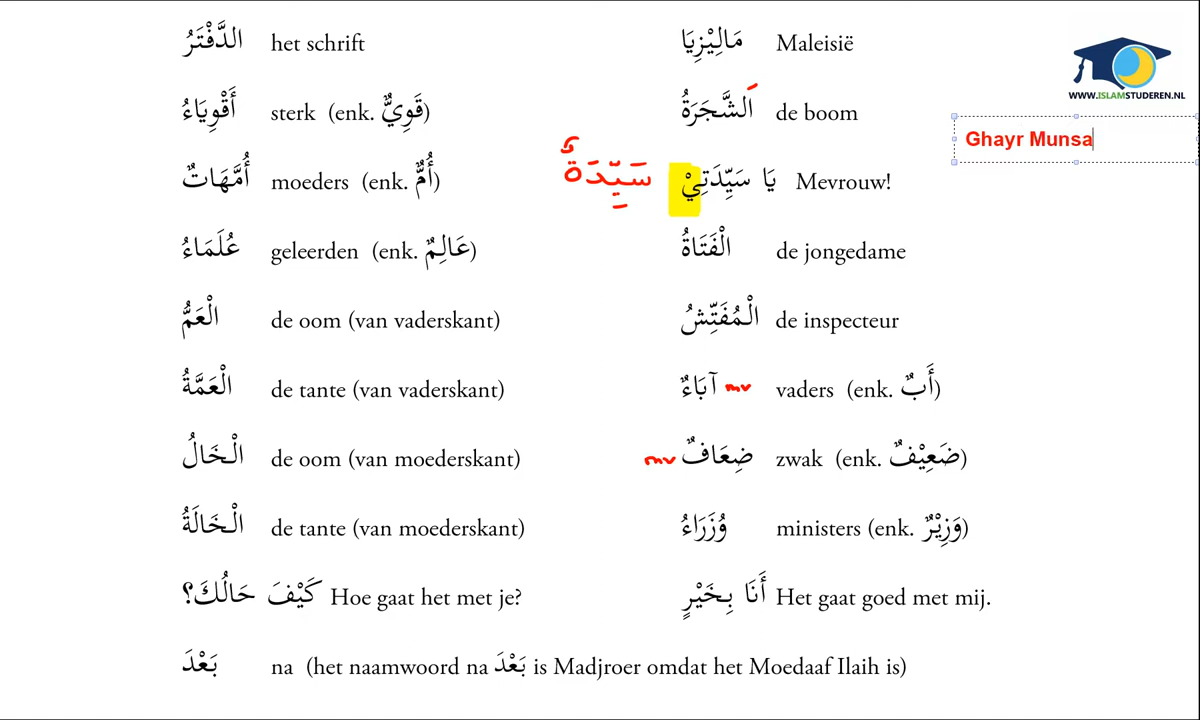 الدَّفْتَرُ het schrift مَالِيْزِيَا Maleisië
WWW.ISLAMSTUDEREN.NL
أَقْوِيَاءُ sterk (enk. قَوِيٌّ) اَلشَّجَرَةُ de boom
Ghayr Munsa
أُمَّهَاتٌ moeders (enk. أُمٌّ) سَيِّدَةٌ يَا سَيِّدَتِيْ Mevrouw!
عُلَمَاءُ geleerden (enk. عَالِمٌ) الْفَتَاةُ de jongedame
الْعَمُّ de oom (van vaderskant) الْمُفَتِّشُ de inspecteur
الْعَمَّةُ de tante (van vaderskant) آبَاءٌ mv vaders (enk. أَبٌ)
الْخَالُ de oom (van moederskant) mv ضِعَافٌ zwak (enk. ضَعِيْفٌ)
الْخَالَةُ de tante (van moederskant) وُزَرَاءُ ministers (enk. وَزِيْرٌ)
كَيْفَ حَالُكَ؟ Hoe gaat het met je? أَنَا بِخَيْرٍ Het gaat goed met mij.
بَعْدَ na (het naamwoord na بَعْدَ is Madjroer omdat het Moedaaf Ilaih is)